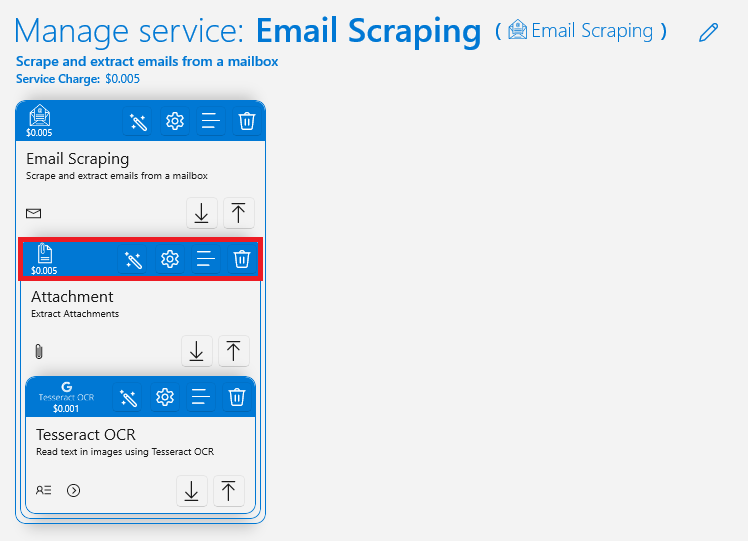 Manage service: Email Scraping ( Email Scraping )
Scrape and extract emails from a mailbox
Service Charge: $0.005
$0.005
Email Scraping
Scrape and extract emails from a mailbox
$0.005
Attachment
Extract Attachments
G
Tesseract OCR
$0.001
Tesseract OCR
Read text in images using Tesseract OCR